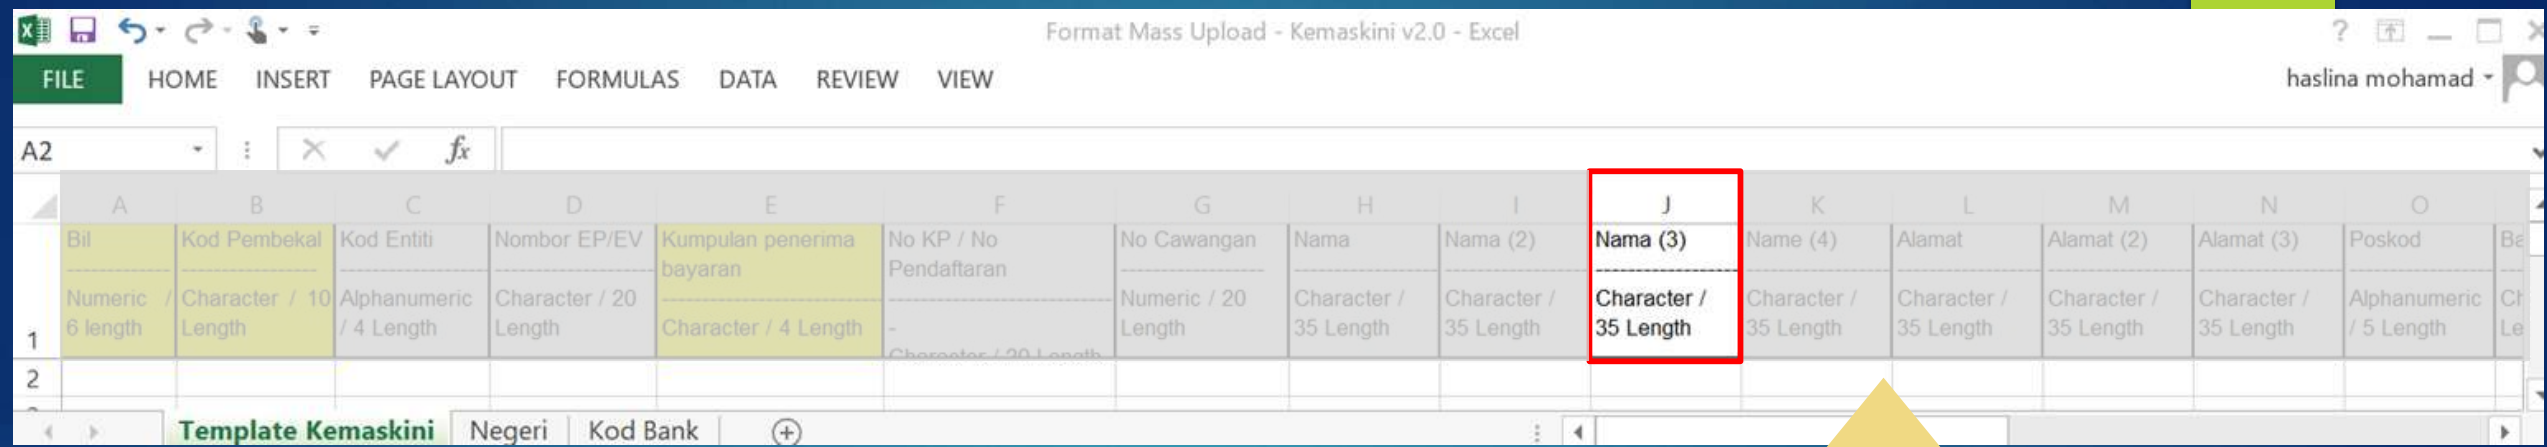 Format Mass Upload - Kemaskini v2.0 - Excel
?
FILE HOME INSERT PAGE LAYOUT FORMULAS DATA REVIEW VIEW
haslina mohamad
A2 fx
A B C D E F G H I J K L M N O
1
Bil
--------------
Numeric /
6 length
Kod Pembekal
------------------
Character / 10
Length
Kod Entiti
------------------
Alphanumeric
/ 4 Length
Nombor EP/EV
--------------------
Character / 20
Length
Kumpulan penerima
bayaran
----------------------------
Character / 4 Length
No KP / No
Pendaftaran
----------------------------
-
Character / 20 Length
No Cawangan
-------------------
Numeric / 20
Length
Nama
-------------------
Character /
35 Length
Nama (2)
-------------------
Character /
35 Length
Nama (3)
-------------------
Character /
35 Length
Name (4)
-------------------
Character /
35 Length
Alamat
-------------------
Character /
35 Length
Alamat (2)
-------------------
Character /
35 Length
Alamat (3)
-------------------
Character /
35 Length
Poskod
-------------------
Alphanumeric
/ 5 Length
2
Template Kemaskini Negeri Kod Bank